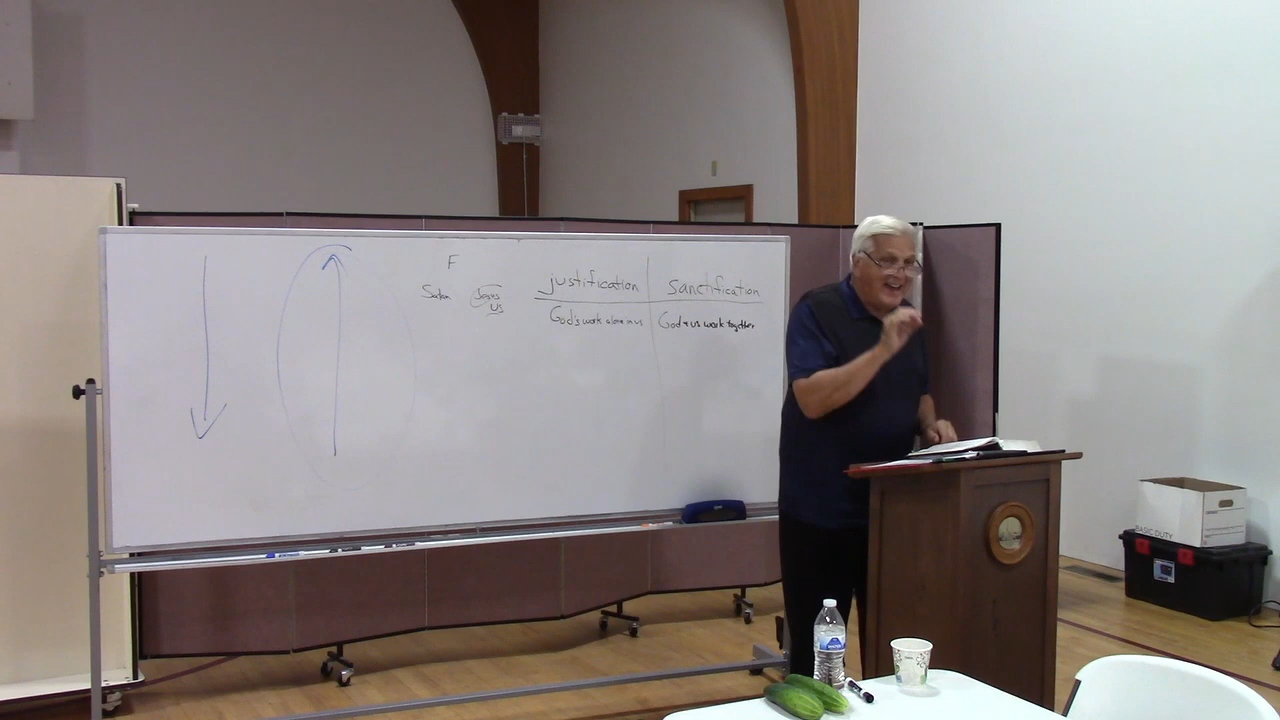 F
Satan Jesus
us
justification sanctification
God's work alone in us God + us work together
BASIC DUTY